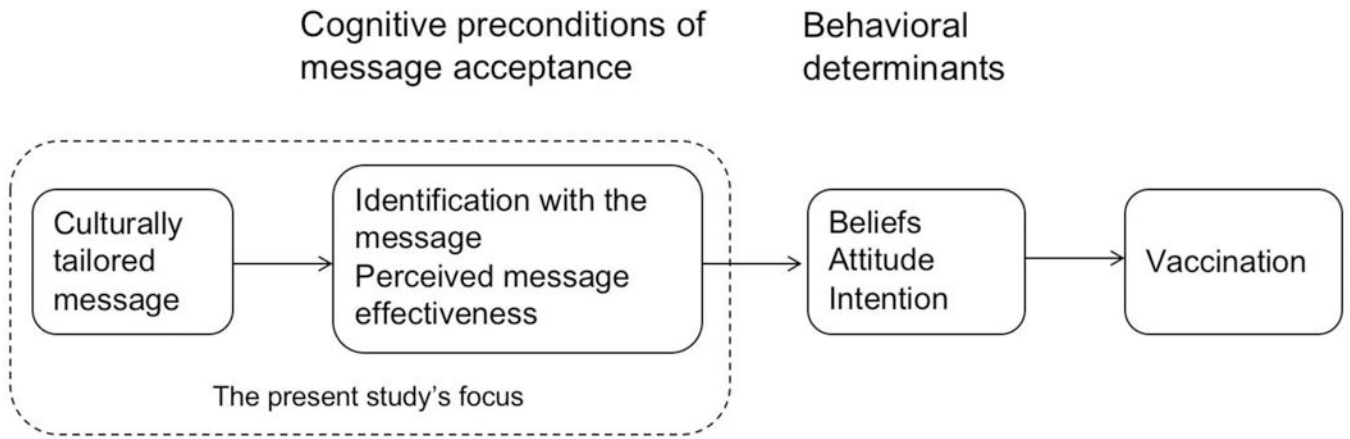 Cognitive preconditions of
message acceptance
Behavioral
determinants
Culturally
tailored
message
Identification with the
message
Perceived message
effectiveness
Beliefs
Attitude
Intention
Vaccination
The present study’s focus